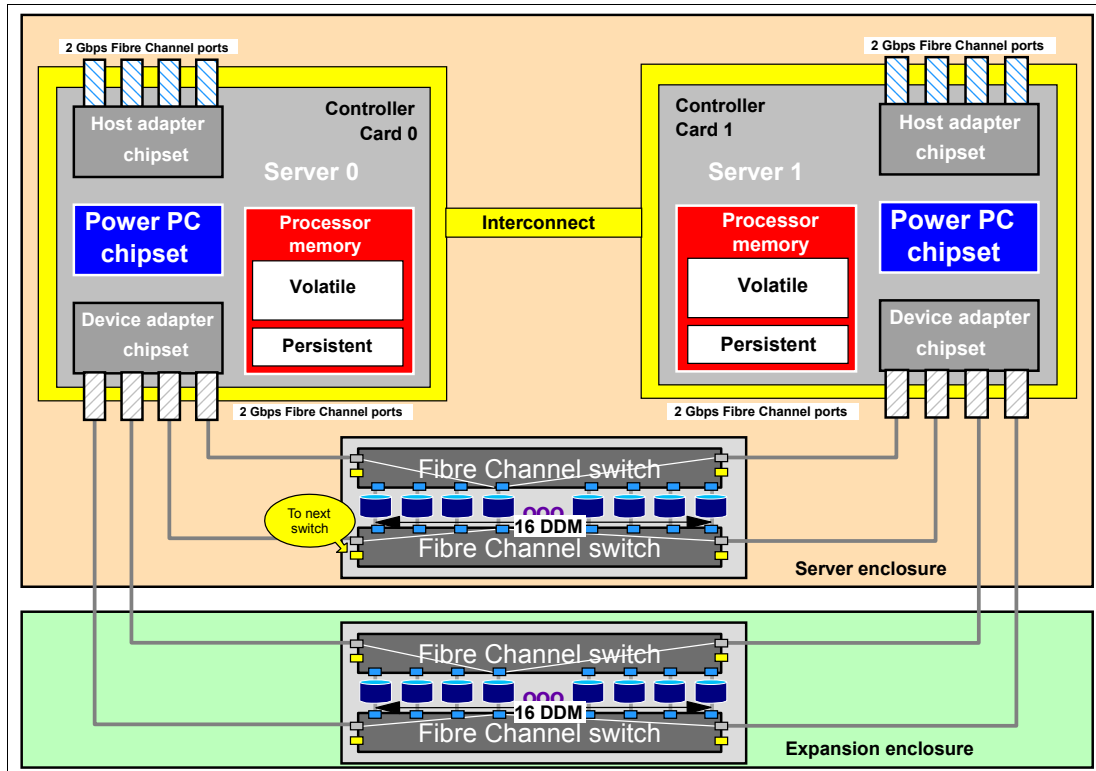 2 Gbps Fibre Channel ports
2 Gbps Fibre Channel ports
Host adapter
chipset
Controller
Card 0
Server 0
Power PC
chipset
Processor
memory
Volatile
Persistent
Device adapter
chipset
2 Gbps Fibre Channel ports
Interconnect
Controller
Card 1
Host adapter
chipset
Server 1
Processor
memory
Volatile
Persistent
Power PC
chipset
Device adapter
chipset
2 Gbps Fibre Channel ports
Fibre Channel switch
To next
switch
16 DDM
Fibre Channel switch
Server enclosure
Fibre Channel switch
16 DDM
Fibre Channel switch
Expansion enclosure